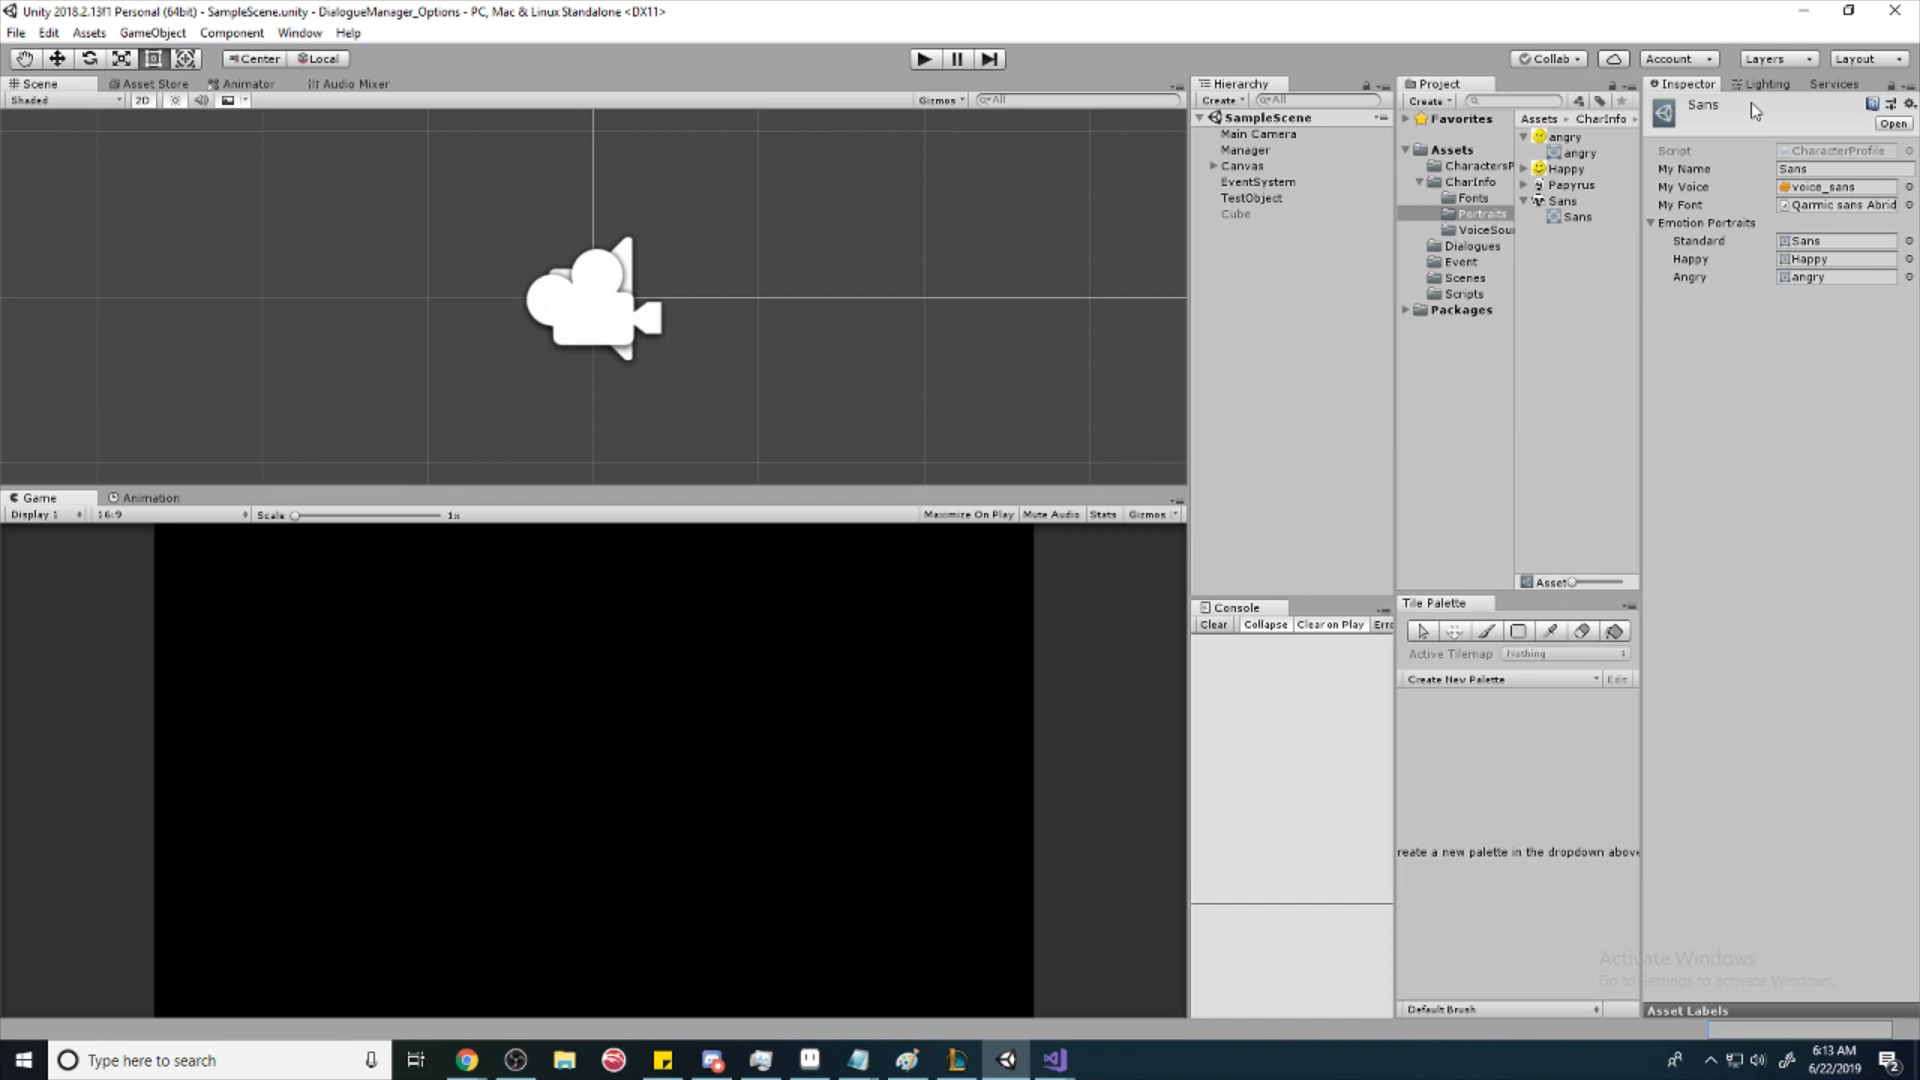 Unity 2018.2.13f1 Personal (64bit) - SampleScene.unity - DialogueManager_Options - PC, Mac & Linux Standalone <DX11>
File Edit Assets GameObject Component Window Help
Center Local
Collab Account Layers Layout
Scene Asset Store Animator Audio Mixer
Shaded 2D Gizmos All
Hierarchy
Create All
SampleScene
Main Camera
Manager
Canvas
EventSystem
TestObject
Cube
Project
Create
Favorites
Assets
CharactersP
CharInfo
Fonts
Portraits
VoiceSou
Dialogues
Event
Scenes
Scripts
Packages
Assets CharInfo
angry
angry
Happy
Papyrus
Sans
Sans
Asset
Inspector Lighting Services
Sans
Open
Script CharacterProfile
My Name Sans
My Voice voice_sans
My Font Qarmic sans Abrid
Emotion Portraits
Standard Sans
Happy Happy
Angry angry
Game Animation
Display 1 16:9 Scale 1x Maximize On Play Mute Audio Stats Gizmos
Console
Clear Collapse Clear on Play Erro
Tile Palette
Active Tilemap Nothing
Create New Palette Edit
reate a new palette in the dropdown above
Default Brush
Activate Windows
Go to Settings to activate Windows.
Asset Labels
Type here to search
6:13 AM
6/22/2019
2